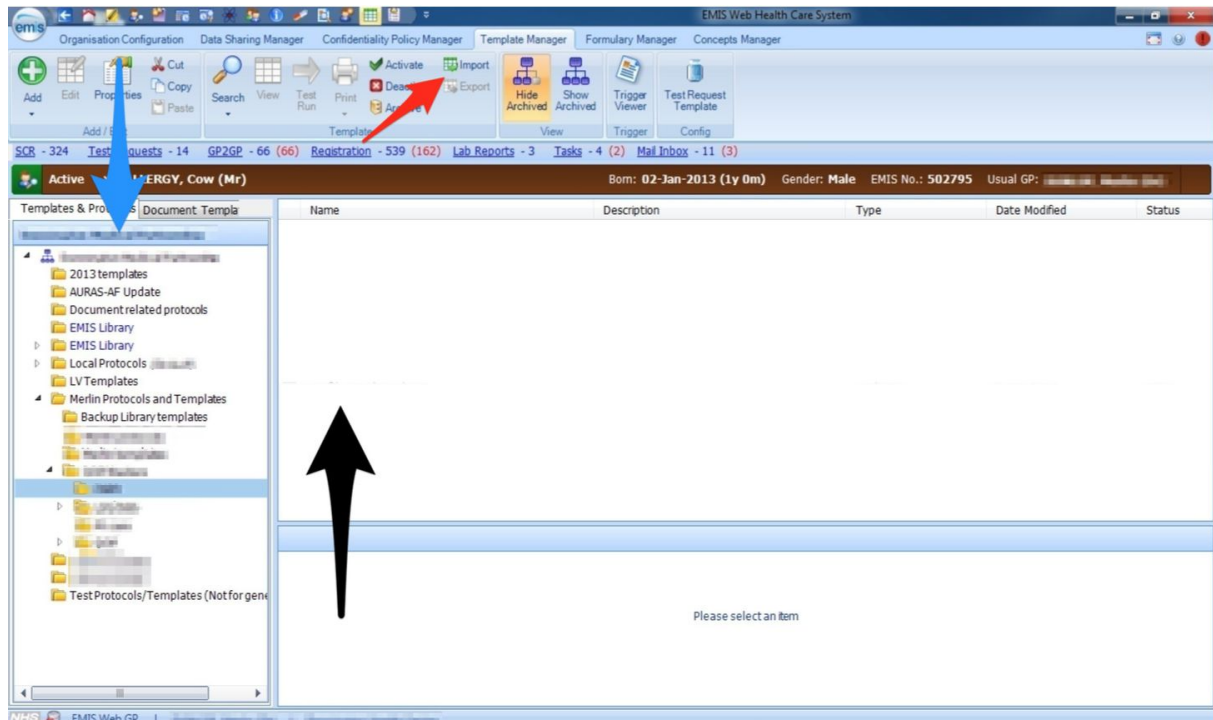 EMIS Web Health Care System
emis
Organisation Configuration Data Sharing Manager Confidentiality Policy Manager Template Manager Formulary Manager Concepts Manager
Add Edit Properties Cut Copy Paste Search View Test Run Print Activate Import Export Hide Archived Show Archived Trigger Viewer Test Request Template
Add / Template View Trigger Config
SCR - 324 Test Requests - 14 GP2GP - 66 (66) Registration - 539 (162) Lab Reports - 3 Tasks - 4 (2) Mail Inbox - 11 (3)
Active ERGY, Cow (Mr) Born: 02-Jan-2013 (1y 0m) Gender: Male EMIS No.: 502795 Usual GP:
Templates & Document Templa Name Description Type Date Modified Status
2013 templates
AURAS-AF Update
Document related protocols
EMIS Library
EMIS Library
Local Protocols
LV Templates
Merlin Protocols and Templates
Backup Library templates
Test Protocols/Templates (Not for gene
Please select an item
NHS EMIS Web GP